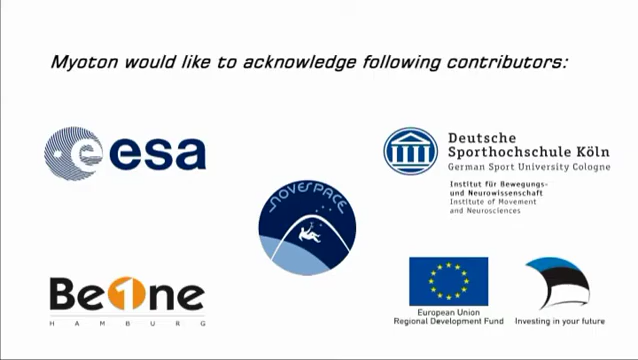 Myoton would like to acknowledge following contributors:
esa
Deutsche
Sporthochschule Köln
German Sport University Cologne
Institut für Bewegungs-
und Neurowissenschaft
Institute of Movement
and Neurosciences
NOVESPACE
Be1ne
HAMBURG
European Union
Regional Development Fund
Investing in your future